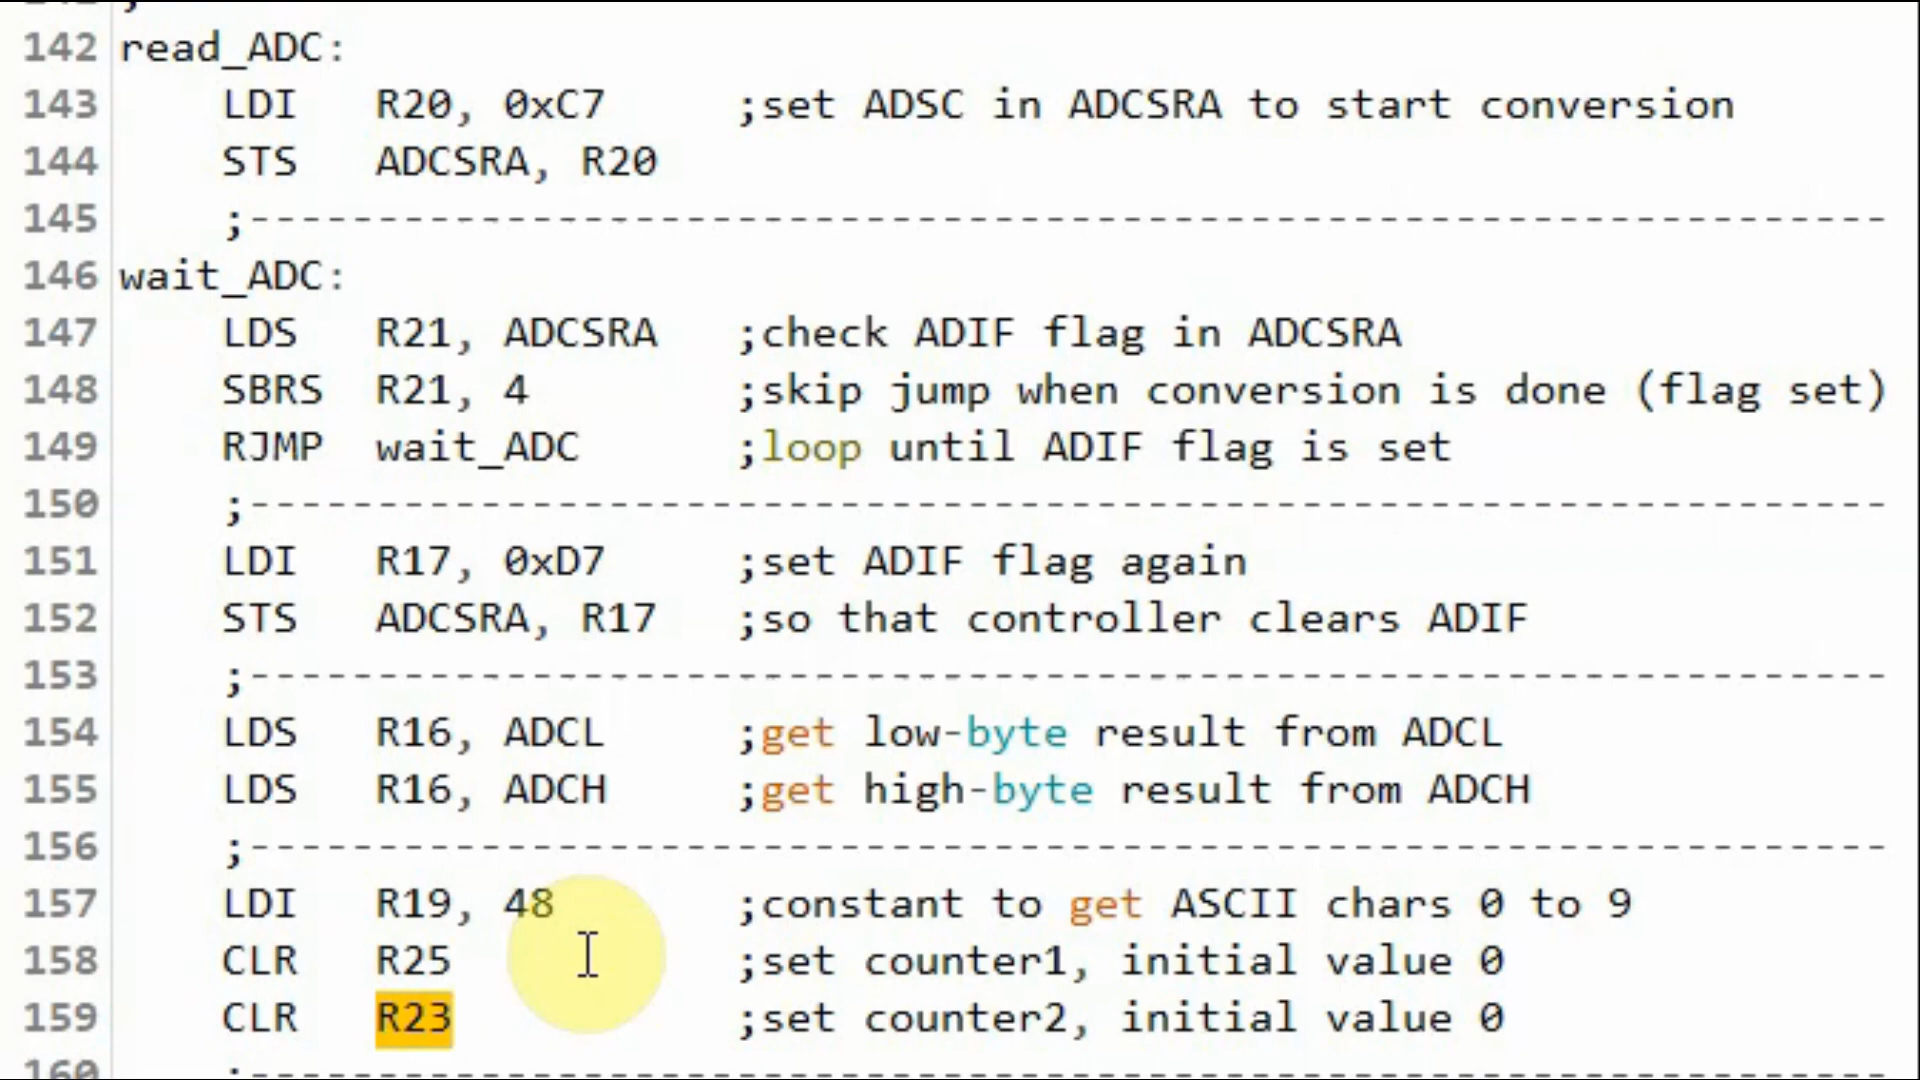 142 read_ADC:
143 LDI R20, 0xC7 ;set ADSC in ADCSRA to start conversion
144 STS ADCSRA, R20
145 ;----------------------------------------------------------------
146 wait_ADC:
147 LDS R21, ADCSRA ;check ADIF flag in ADCSRA
148 SBRS R21, 4 ;skip jump when conversion is done (flag set)
149 RJMP wait_ADC ;loop until ADIF flag is set
150 ;----------------------------------------------------------------
151 LDI R17, 0xD7 ;set ADIF flag again
152 STS ADCSRA, R17 ;so that controller clears ADIF
153 ;----------------------------------------------------------------
154 LDS R16, ADCL ;get low-byte result from ADCL
155 LDS R16, ADCH ;get high-byte result from ADCH
156 ;----------------------------------------------------------------
157 LDI R19, 48 ;constant to get ASCII chars 0 to 9
158 CLR R25 ;set counter1, initial value 0
159 CLR R23 ;set counter2, initial value 0
160 ;----------------------------------------------------------------